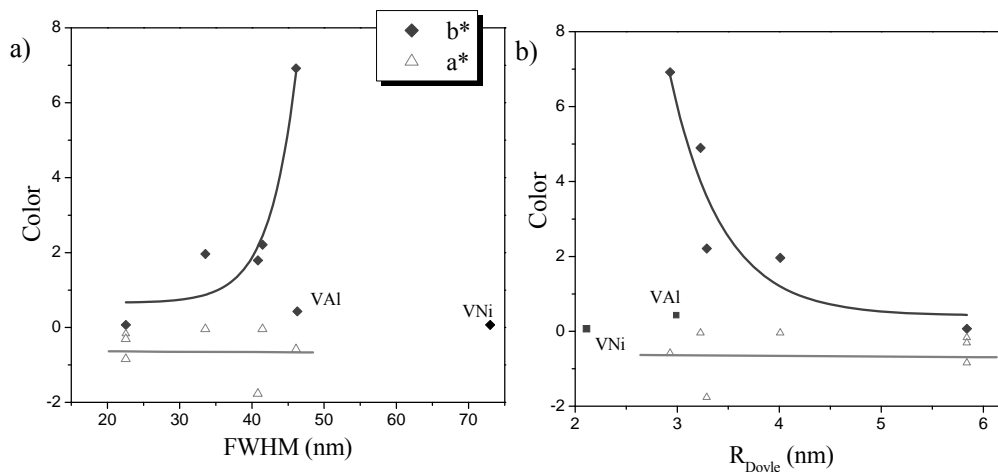 a)
8
6
4
2
0
-2
Color
20 30 40 50 60 70
FWHM (nm)
VAl
VNi
b*
a*
b)
8
6
4
2
0
-2
Color
2 3 4 5 6
R_Doyle (nm)
VAl
VNi